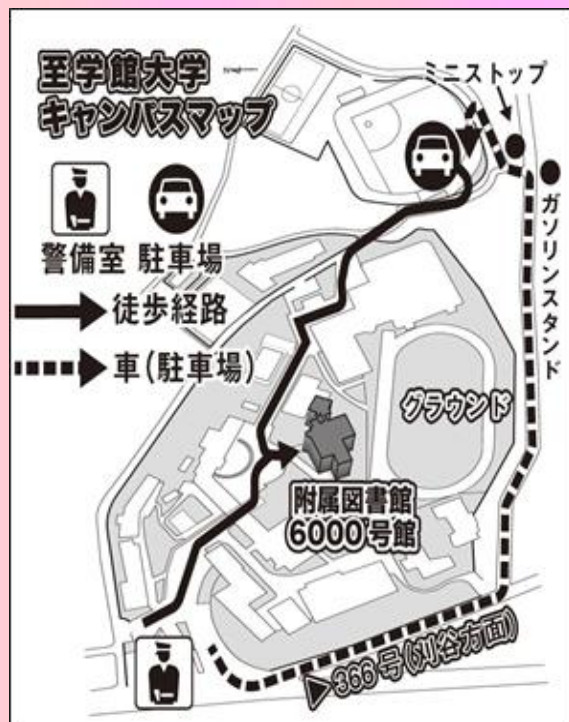 至学館大学
キャンパスマップ
ミニストップ
ガソリンスタンド
警備室
駐車場
徒歩経路
車(駐車場)
グラウンド
附属図書館
6000号館
366号(刈谷方面)